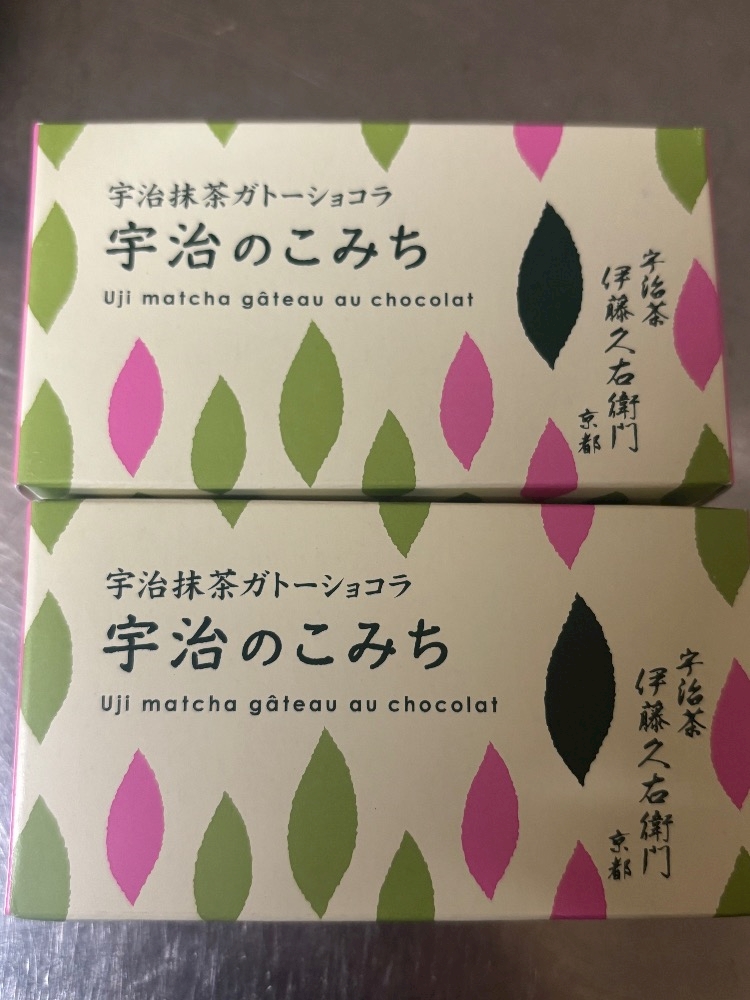 宇治抹茶ガトーショコラ
宇治のこみち
Uji matcha gâteau au chocolat
宇治茶
伊藤久右衛門
京都
宇治抹茶ガトーショコラ
宇治のこみち
Uji matcha gâteau au chocolat
宇治茶
伊藤久右衛門
京都